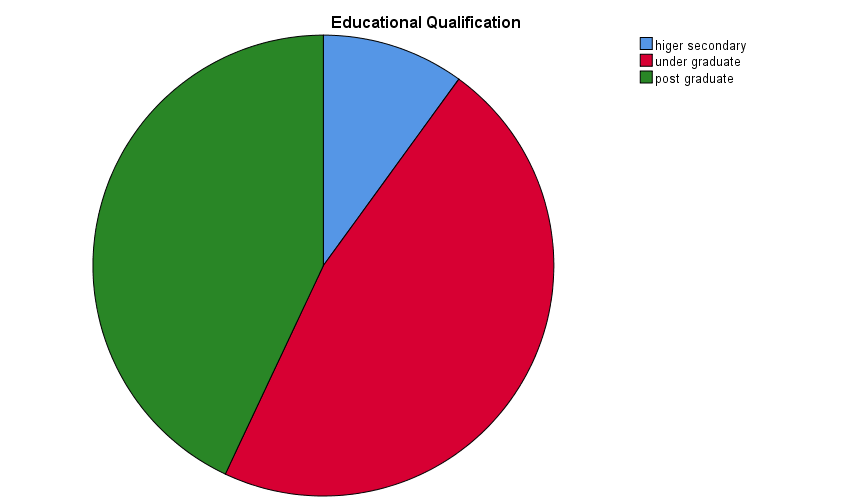 Educational Qualification
higer secondary
under graduate
post graduate